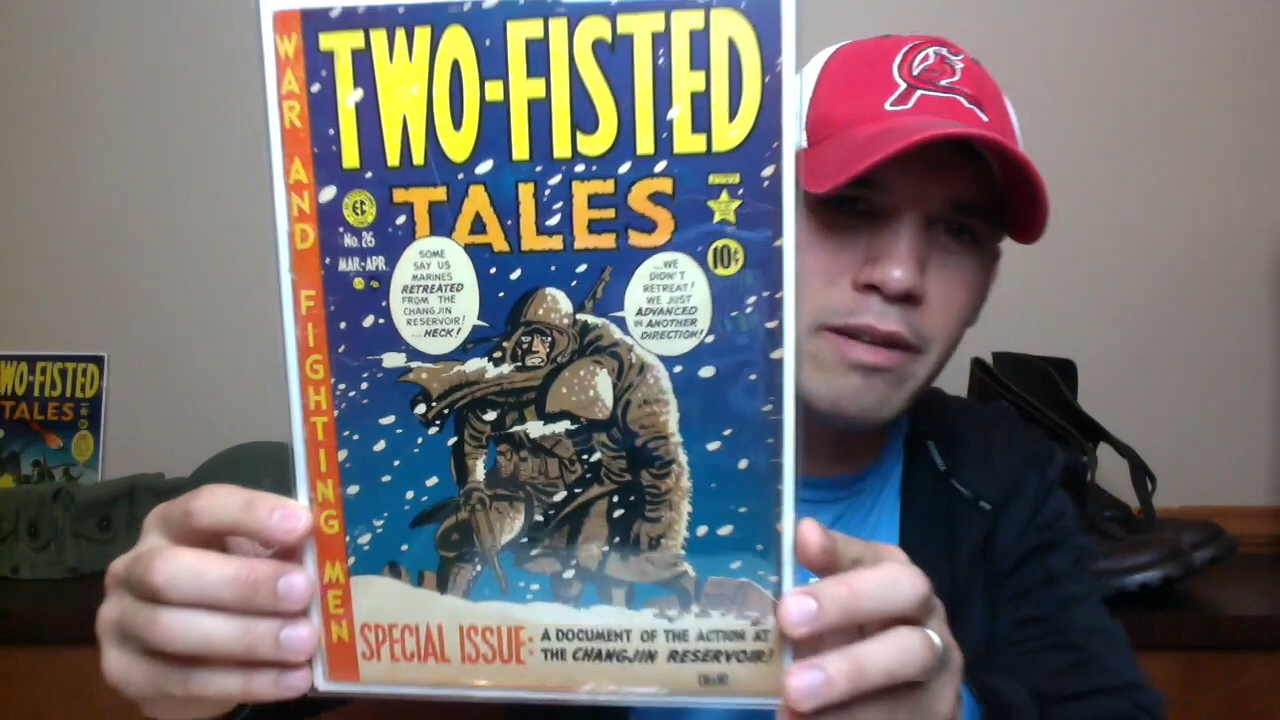 WAR AND FIGHTING MEN
TWO-FISTED
TALES
EC
No. 26
MAR.-APR.
10¢
SOME
SAY US
MARINES
RETREATED
FROM THE
CHANGJIN
RESERVOIR!
...HECK!
...WE
DIDN'T
RETREAT!
WE JUST
ADVANCED
IN ANOTHER
DIRECTION!
SPECIAL ISSUE:
A DOCUMENT OF THE ACTION AT
THE CHANGJIN RESERVOIR!
WO-FISTED
TALES